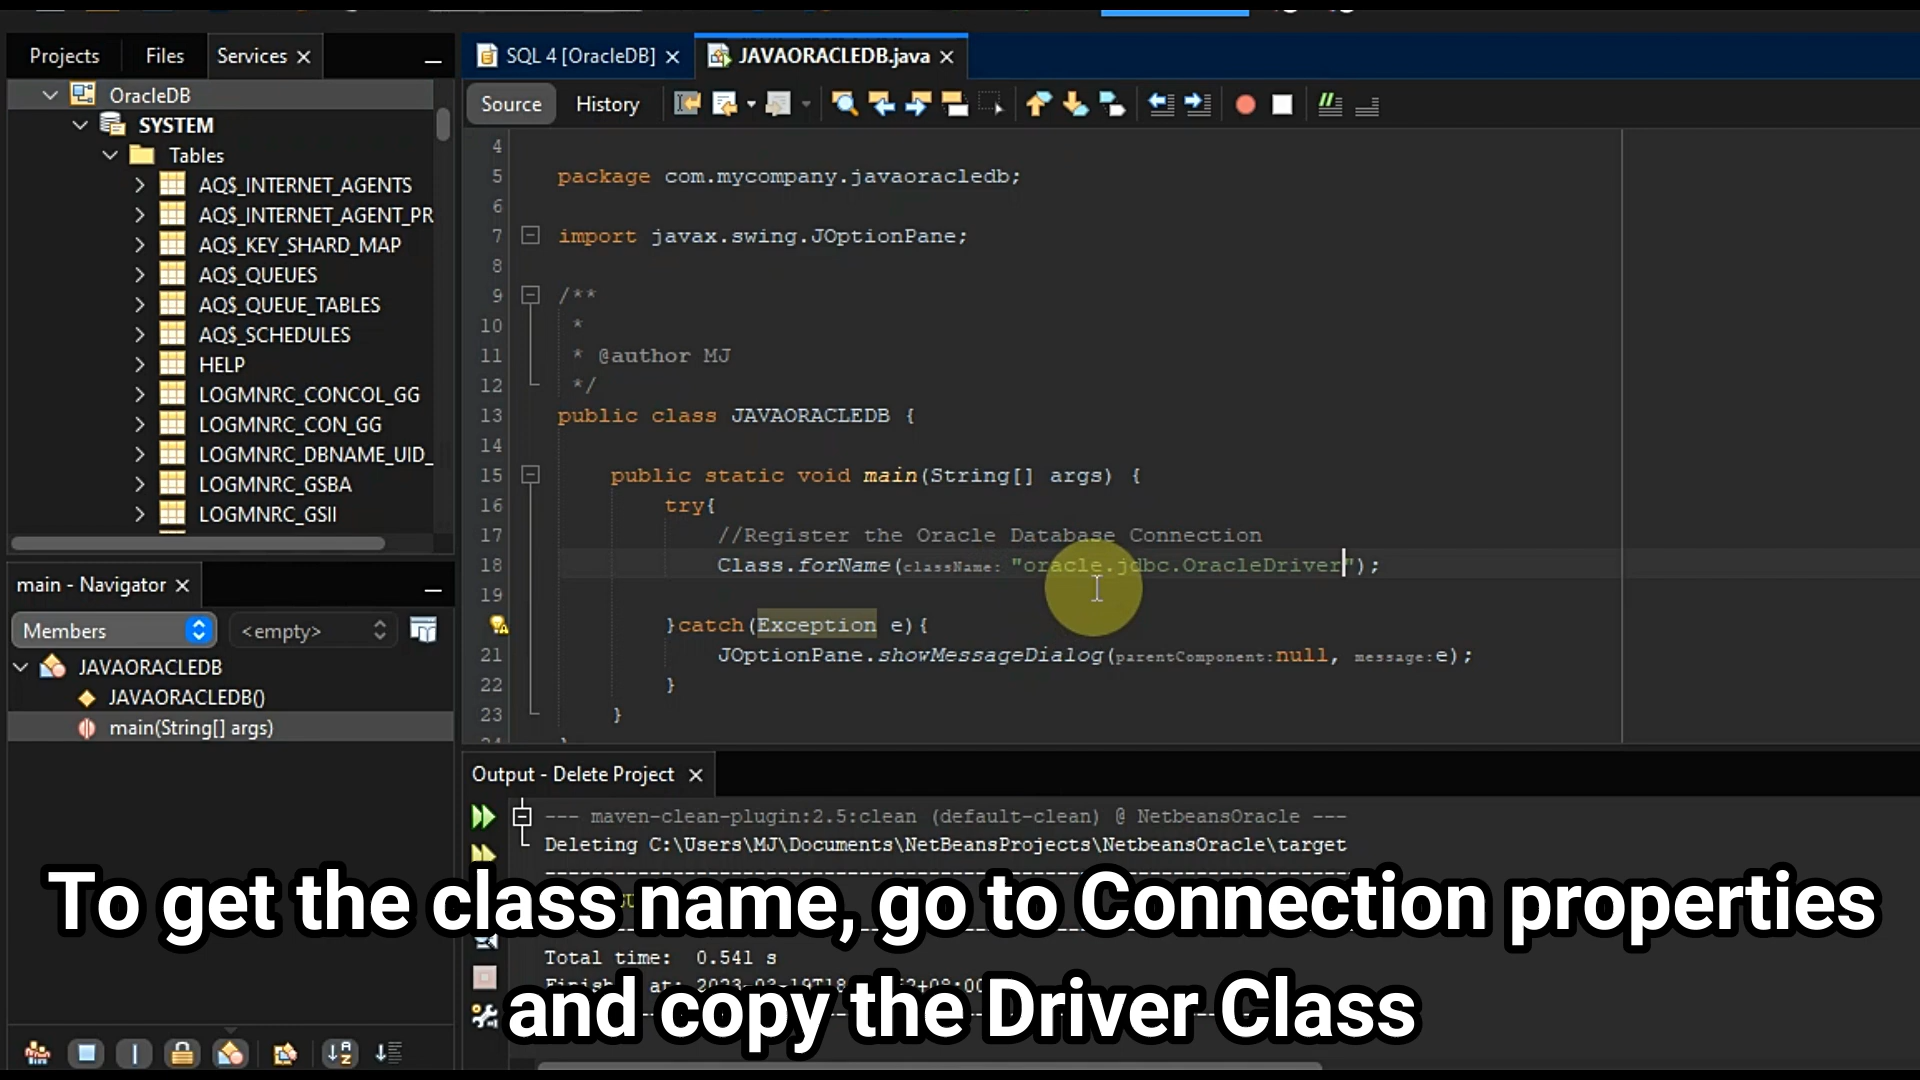 Projects
Files
Services
SQL 4 [OracleDB]
JAVAORACLEDB.java
OracleDB
SYSTEM
Tables
AQ$_INTERNET_AGENTS
AQ$_INTERNET_AGENT_PR
AQ$_KEY_SHARD_MAP
AQ$_QUEUES
AQ$_QUEUE_TABLES
AQ$_SCHEDULES
HELP
LOGMNRC_CONCOL_GG
LOGMNRC_CON_GG
LOGMNRC_DBNAME_UID_
LOGMNRC_GSBA
LOGMNRC_GSII
main - Navigator
Members
<empty>
JAVAORACLEDB
JAVAORACLEDB()
main(String[] args)
Source
History
4
5 package com.mycompany.javaoracledb;
6
7 import javax.swing.JOptionPane;
8
9 /**
10 *
11 * @author MJ
12 */
13 public class JAVAORACLEDB {
14
15 public static void main(String[] args) {
16 try{
17 //Register the Oracle Database Connection
18 Class.forName(className: "oracle.jdbc.OracleDriver");
19
}catch(Exception e){
21 JOptionPane.showMessageDialog(parentComponent:null, message:e);
22 }
23 }
Output - Delete Project
--- maven-clean-plugin:2.5:clean (default-clean) @ NetbeansOracle ---
Deleting C:\Users\MJ\Documents\NetBeansProjects\NetbeansOracle\target
Total time: 0.541 s
To get the class name, go to Connection properties
and copy the Driver Class